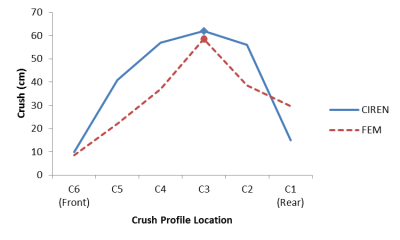 70
60
50
40
30
20
10
0
Crush (cm)
C6 C5 C4 C3 C2 C1
(Front) (Rear)
Crush Profile Location
CIREN
FEM